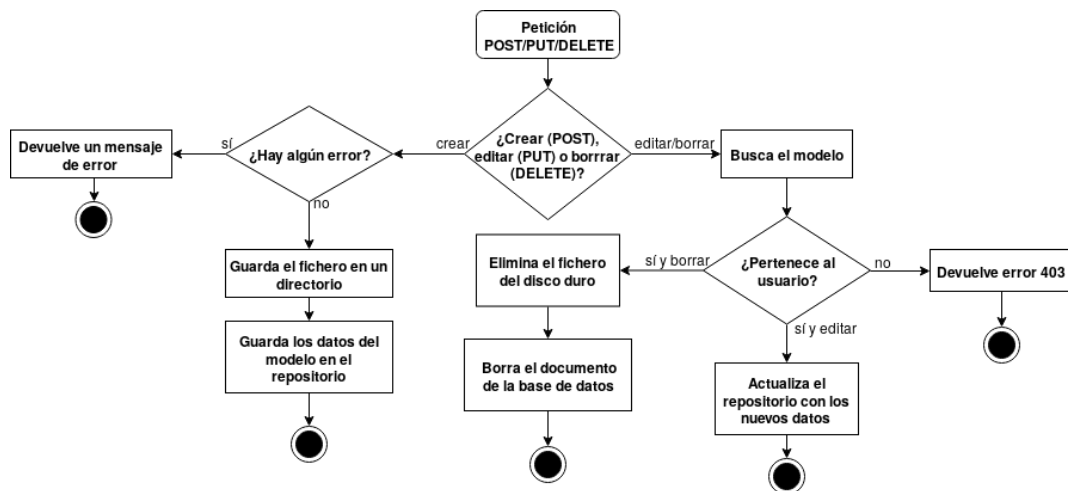 Petición
POST/PUT/DELETE
¿Crear (POST),
editar (PUT) o borrrar
(DELETE)?
crear
editar/borrar
¿Hay algún error?
sí
no
Devuelve un mensaje
de error
Busca el modelo
Guarda el fichero en un
directorio
Guarda los datos del
modelo en el
repositorio
¿Pertenece al
usuario?
sí y borrar
no
sí y editar
Elimina el fichero
del disco duro
Borra el documento
de la base de datos
Devuelve error 403
Actualiza el
repositorio con los
nuevos datos